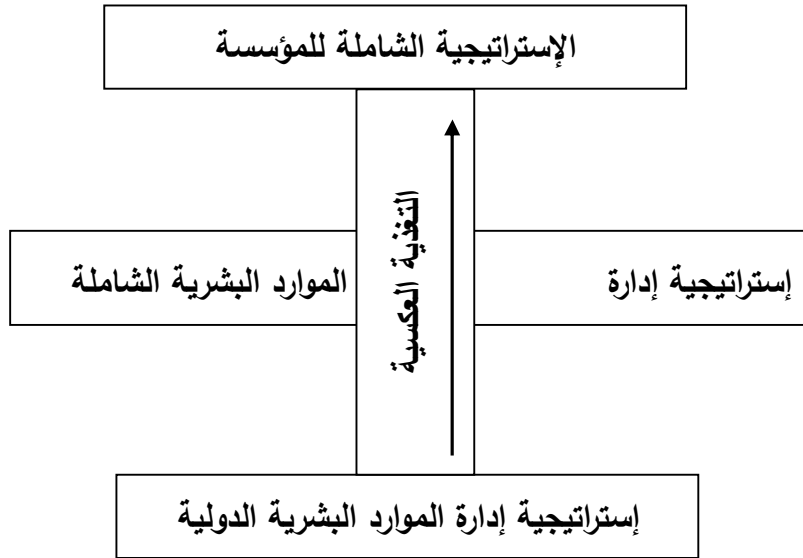 الإستراتيجية الشاملة للمؤسسة
التغذية العكسية
إستراتيجية إدارة الموارد البشرية الشاملة
إستراتيجية إدارة الموارد البشرية الدولية